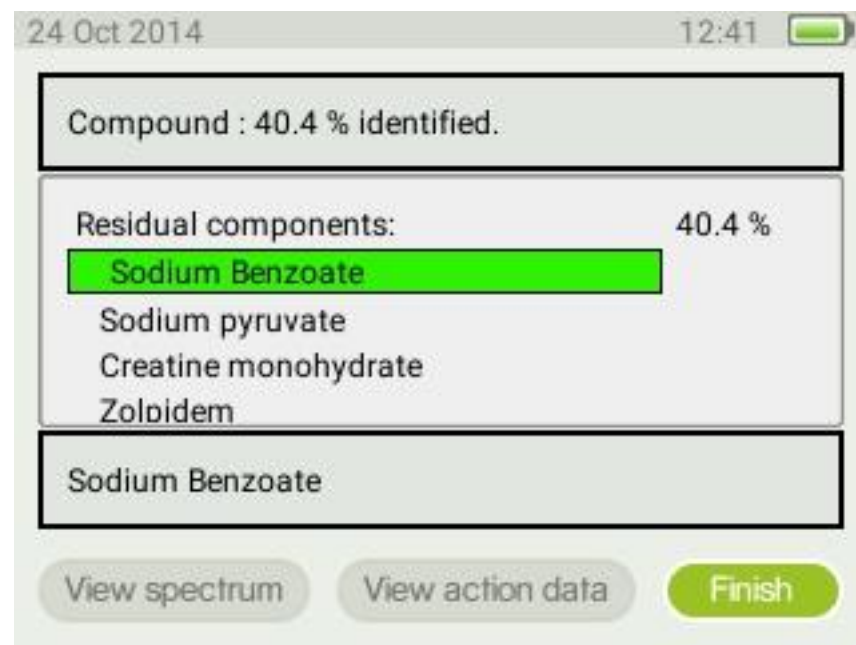 24 Oct 2014 12:41
Compound : 40.4 % identified.
Residual components: 40.4 %
Sodium Benzoate
Sodium pyruvate
Creatine monohydrate
Zolpidem
Sodium Benzoate
View spectrum View action data Finish